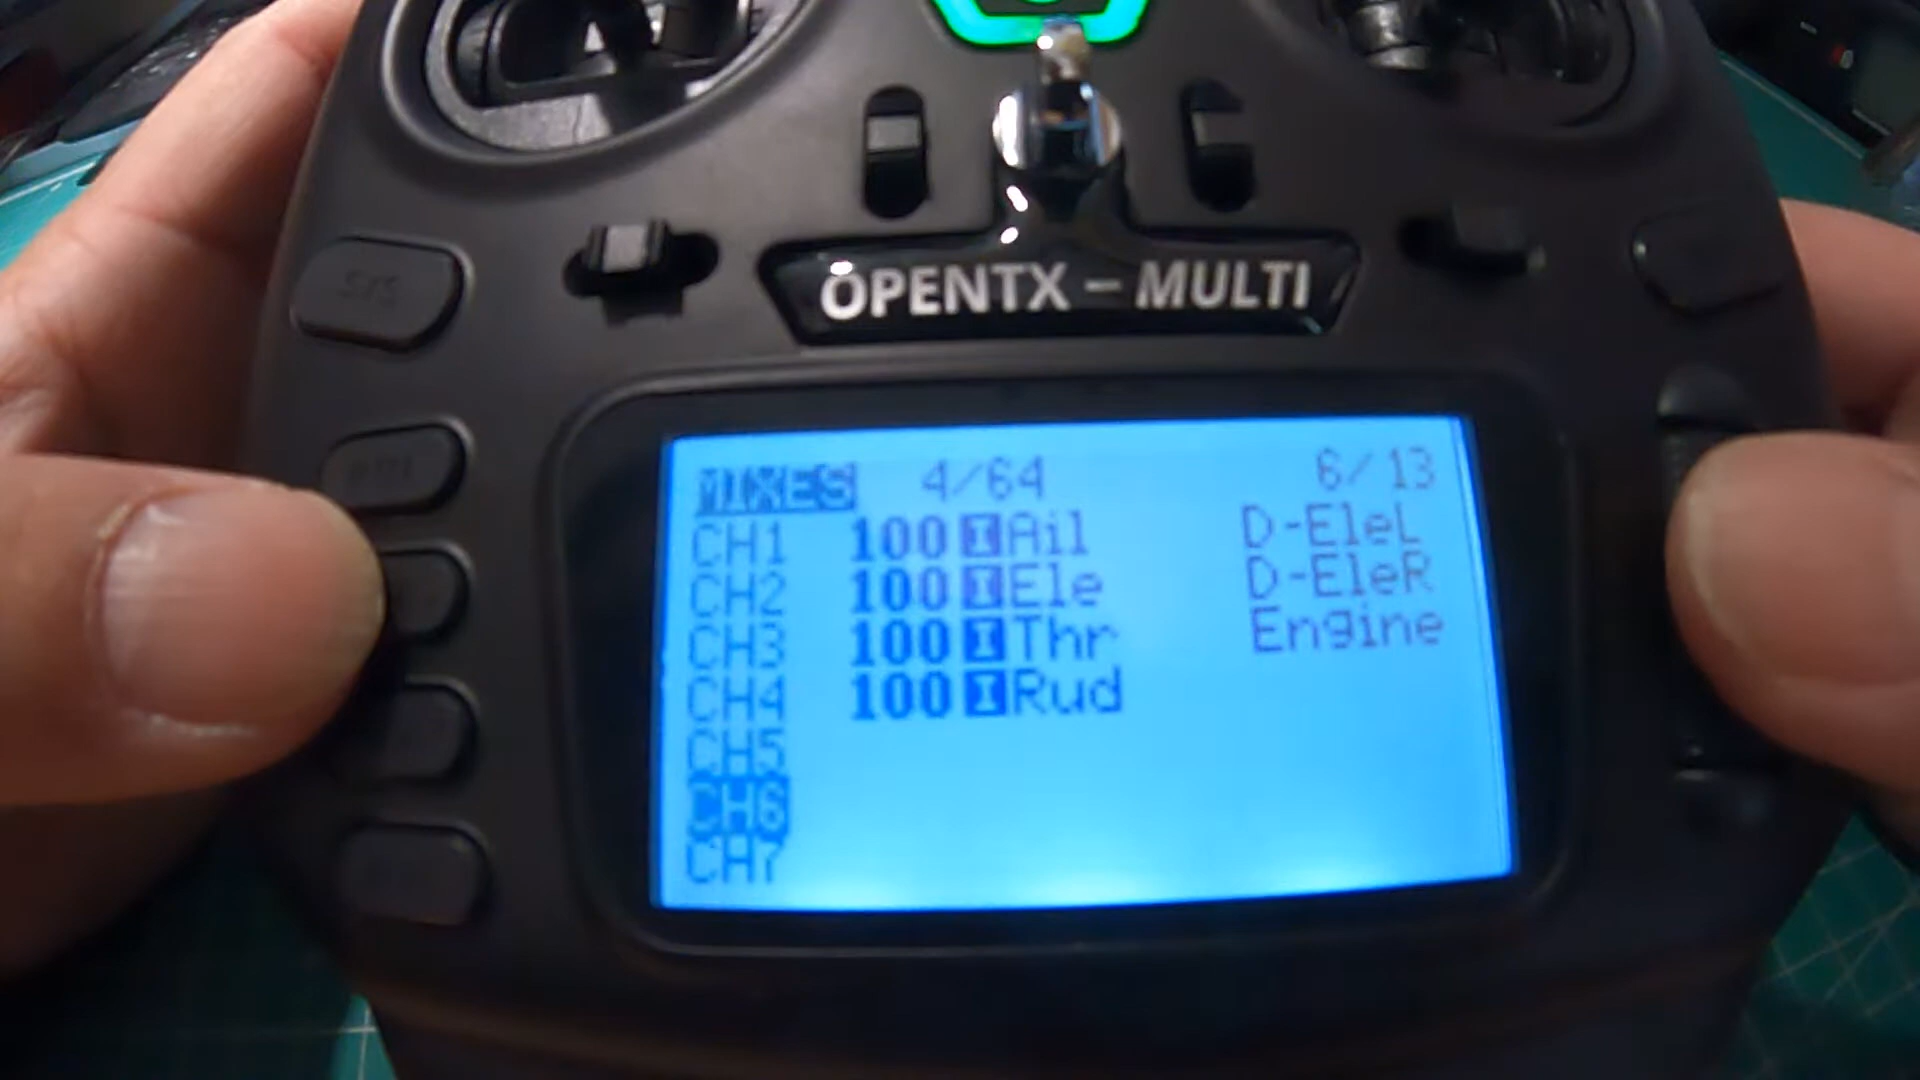 SYS
OPENTX – MULTI
MIXES 4/64 6/13
CH1 100 I Ail D-EleL
CH2 100 I Ele D-EleR
CH3 100 I Thr Engine
CH4 100 I Rud
CH5
CH6
CH7